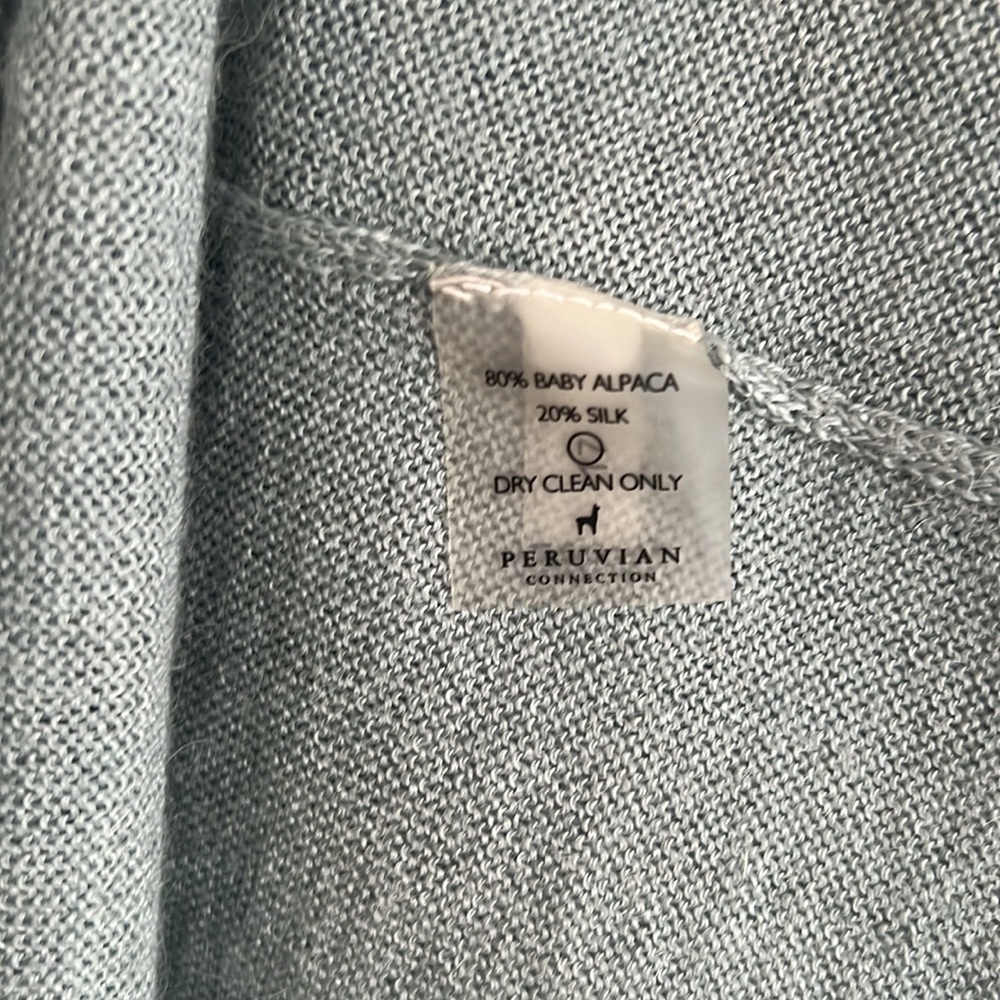 80% BABY ALPACA
20% SILK
DRY CLEAN ONLY
PERUVIAN
CONNECTION